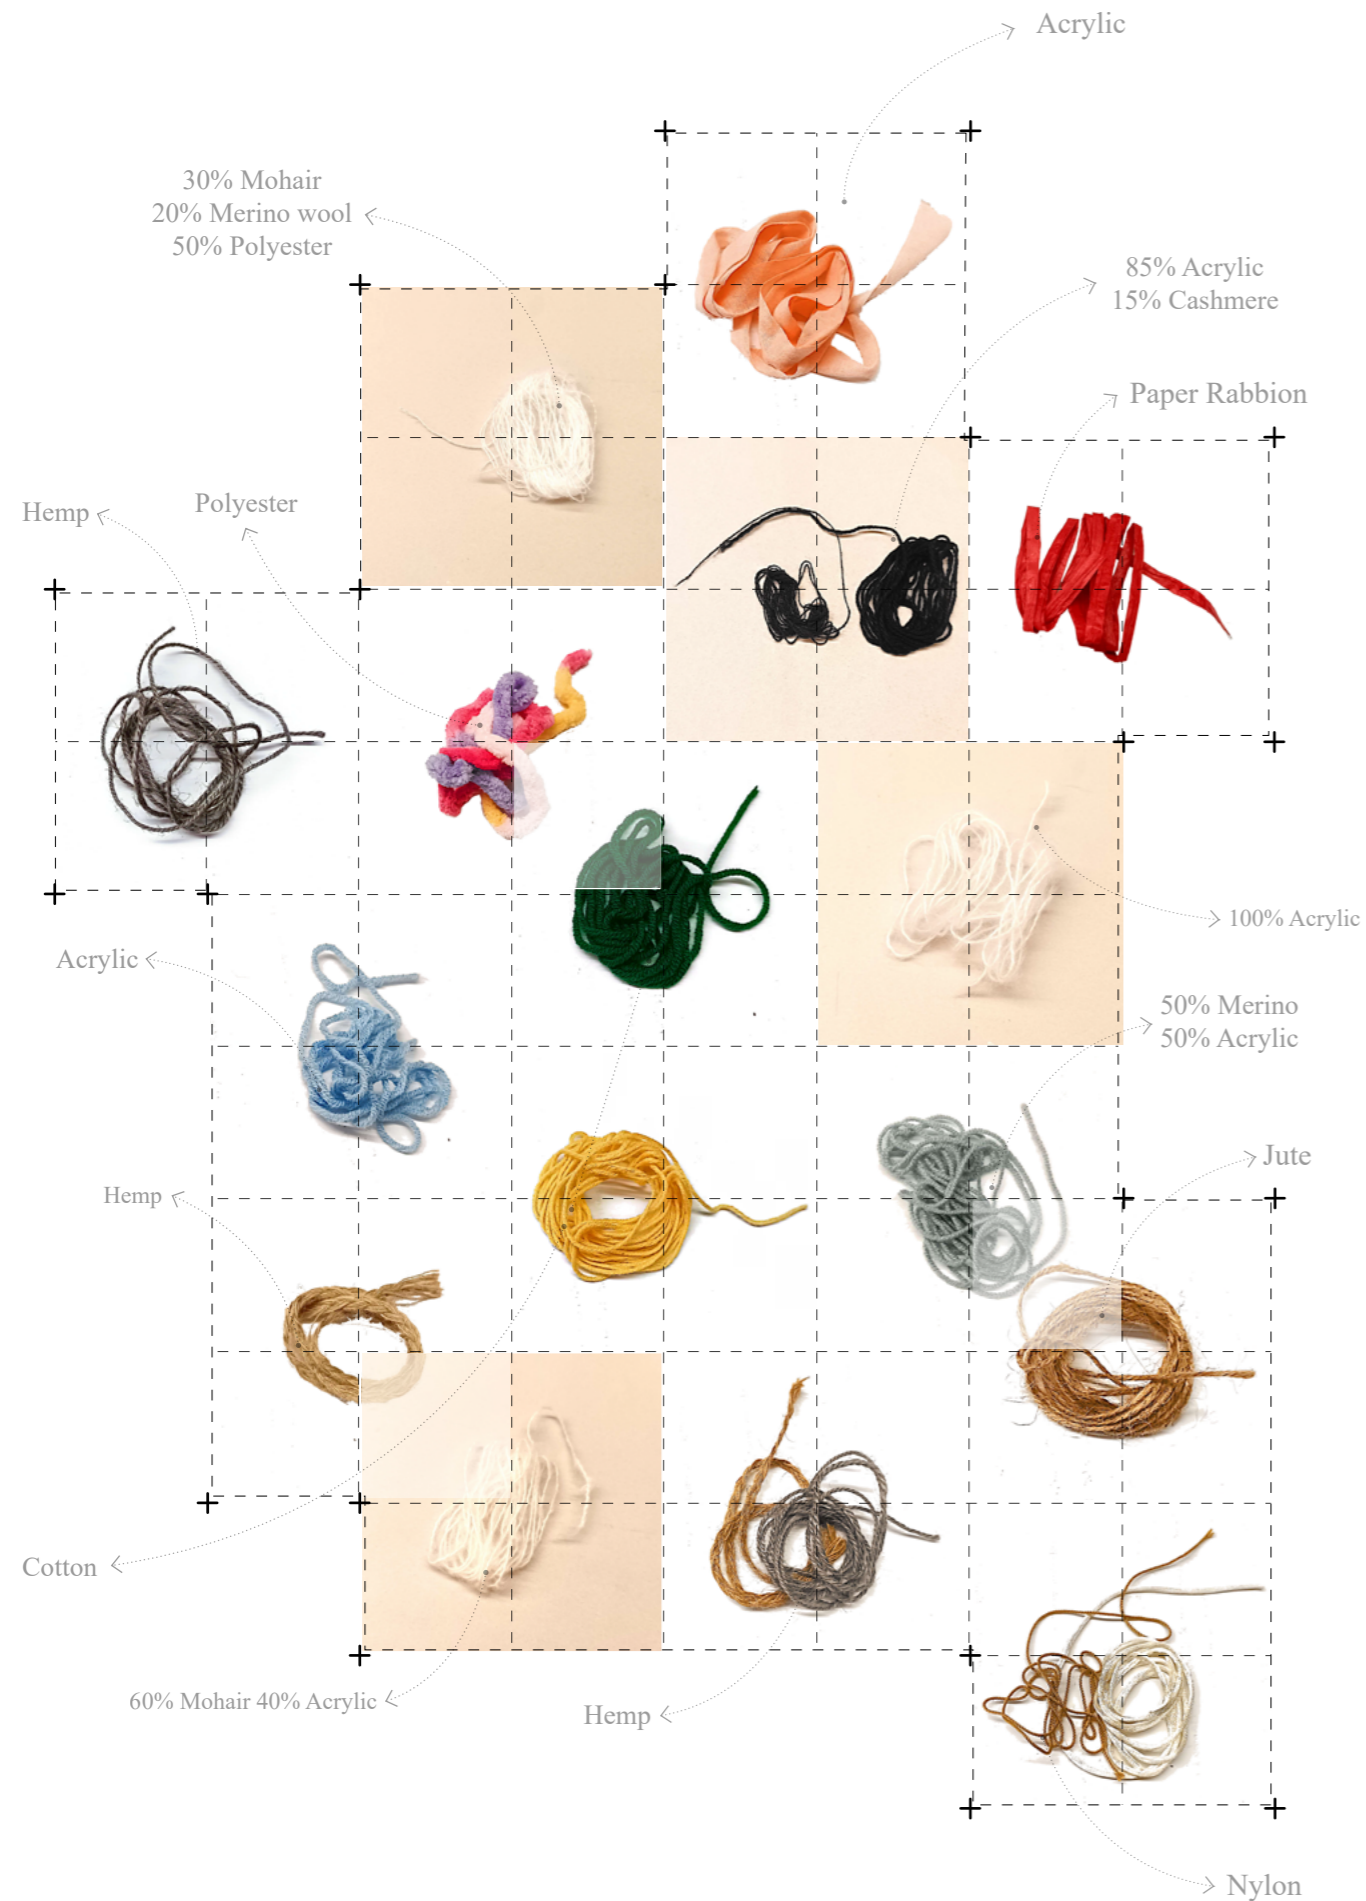 Acrylic
30% Mohair
20% Merino wool
50% Polyester
85% Acrylic
15% Cashmere
Paper Rabbion
Polyester
Hemp
100% Acrylic
Acrylic
50% Merino
50% Acrylic
Jute
Hemp
Cotton
60% Mohair 40% Acrylic
Hemp
Nylon